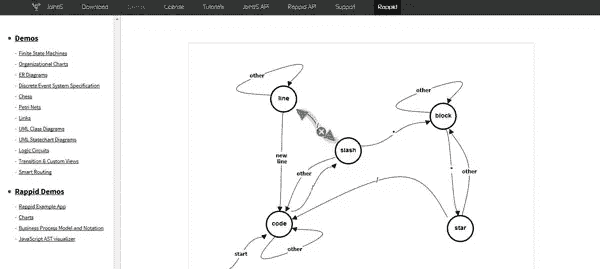 JointJS Download Demos License Tutorials JointJS API Rappid API Support Rappid
Demos
Finite State Machines
Organizational Charts
ER Diagrams
Discrete Event System Specification
Chess
Petri Nets
Links
UML Class Diagrams
UML Statechart Diagrams
Logic Circuits
Transition & Custom Views
Smart Routing
Rappid Demos
Rappid Example App
Charts
Business Process Model and Notation
JavaScript AST visualizer
other
line
other
block
slash
new
line
other
other
code
star
start
other